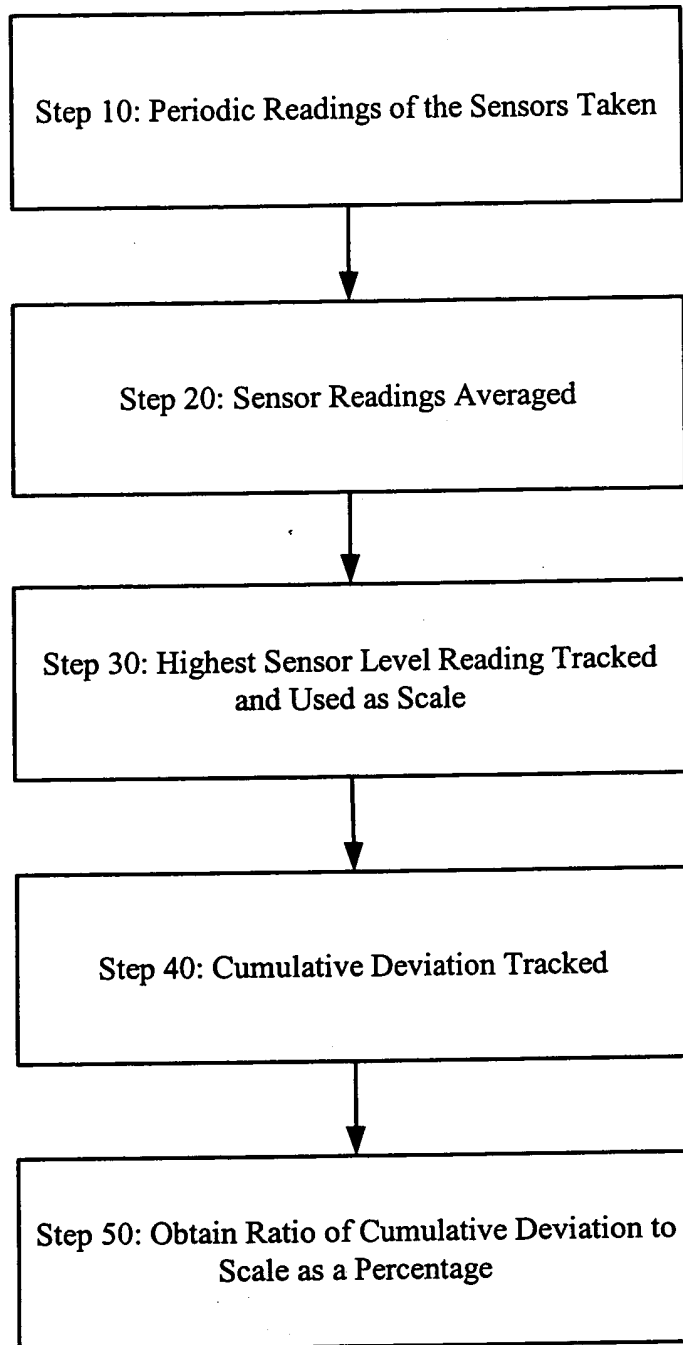 Step 10: Periodic Readings of the Sensors Taken
Step 20: Sensor Readings Averaged
Step 30: Highest Sensor Level Reading Tracked
and Used as Scale
Step 40: Cumulative Deviation Tracked
Step 50: Obtain Ratio of Cumulative Deviation to
Scale as a Percentage